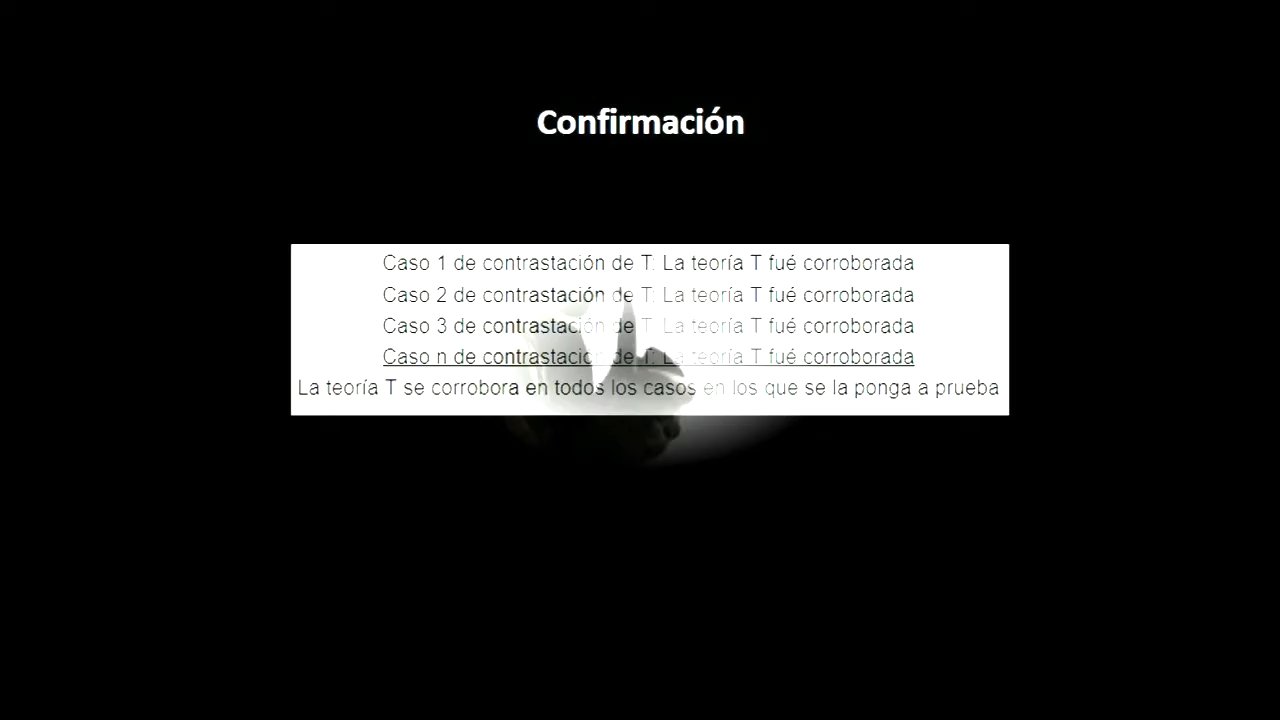 Confirmación
Caso 1 de contrastación de T: La teoría T fué corroborada
Caso 2 de contrastación de T: La teoría T fué corroborada
Caso 3 de contrastación de T: La teoría T fué corroborada
Caso n de contrastación de T: La teoría T fué corroborada
La teoría T se corrobora en todos los casos en los que se la ponga a prueba